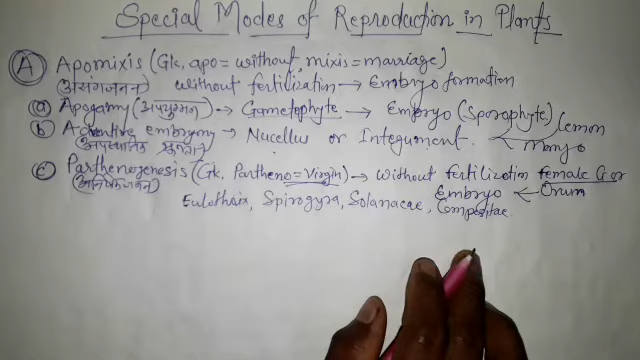 Special Modes of Reproduction in Plants
(A) Apomixis (Gk, apo = without, mixis = marriage)
(असंगजनन) without fertilization → Embryo formation
(a) Apogamy (अपयुग्मन) → Gametophyte → Embryo (Sporophyte)
(b) Adventive embryony → Nucellus or Integument. Lemon
Mango
(c) Parthenogenesis (Gk, Partheno = Virgin) → without fertilization female G or
(अनिषेकजनन) Embryo ← Ovum
Eulothrix, Spirogyra, Solanacae, Compositae